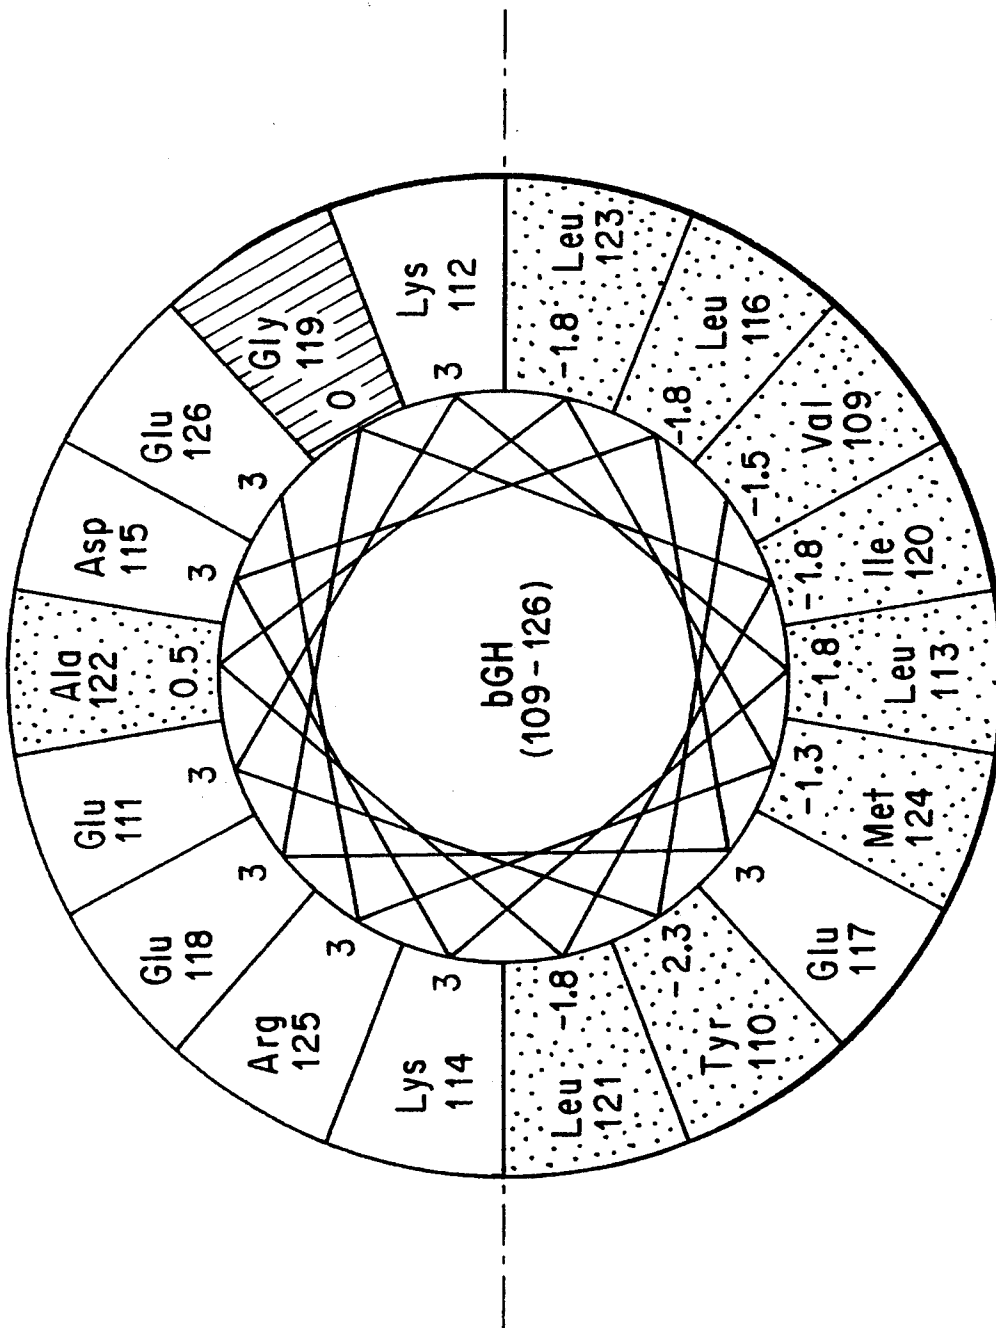 Ala
122
0.5
Asp
115
3
Glu
126
3
Gly
119
0
Lys
112
3
Leu
123
-1.8
Leu
116
-1.8
Val
109
-1.5
Ile
120
-1.8
Leu
113
-1.8
Met
124
-1.3
Glu
117
3
Tyr
110
-2.3
Leu
121
-1.8
Lys
114
3
Arg
125
3
Glu
118
3
Glu
111
3
bGH
(109-126)